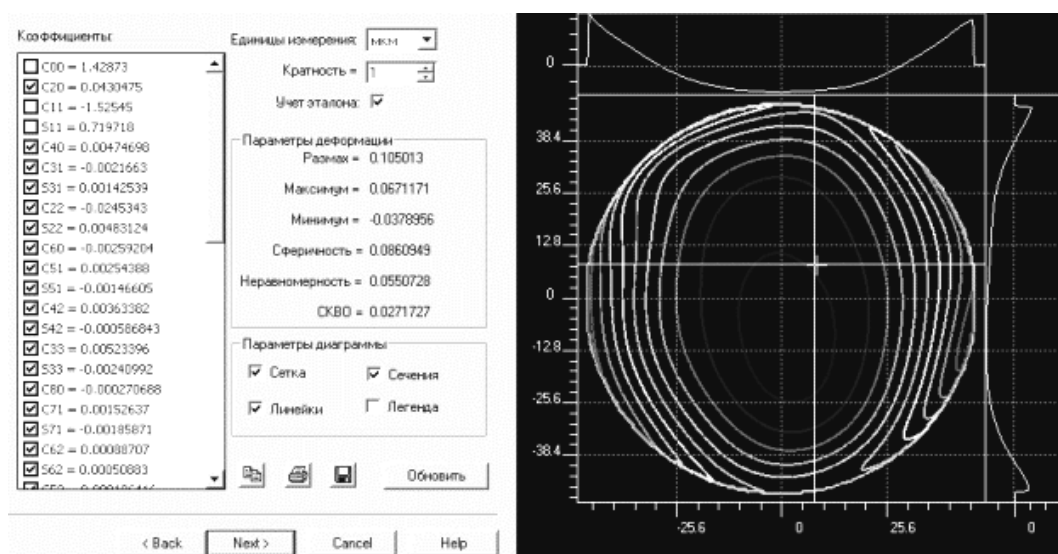 Коэффициенты:
C00 = 1.42873
C20 = 0.0430475
C11 = -1.52545
S11 = 0.719718
C40 = 0.00474698
C31 = -0.0021663
S31 = 0.00142539
C22 = -0.0245343
S22 = 0.00483124
C60 = -0.00259204
C51 = 0.00254388
S51 = -0.00146605
C42 = 0.00363382
S42 = -0.000586843
C33 = 0.00523396
S33 = -0.00240992
C80 = -0.000270688
C71 = 0.00152637
S71 = -0.00185871
C62 = 0.00088707
S62 = 0.00050883
Единицы измерения: мкм
Кратность = 1
Учет эталона:
Параметры деформации
Размах = 0.105013
Максимум = 0.0671171
Минимум = -0.0378956
Сферичность = 0.0860949
Неравномерность = 0.0550728
СКВО = 0.0271727
Параметры диаграммы
Сетка Сечения
Линейки Легенда
Обновить
< Back Next > Cancel Help
0
38.4
25.6
12.8
0
-12.8
-25.6
-38.4
-25.6 0 25.6 0